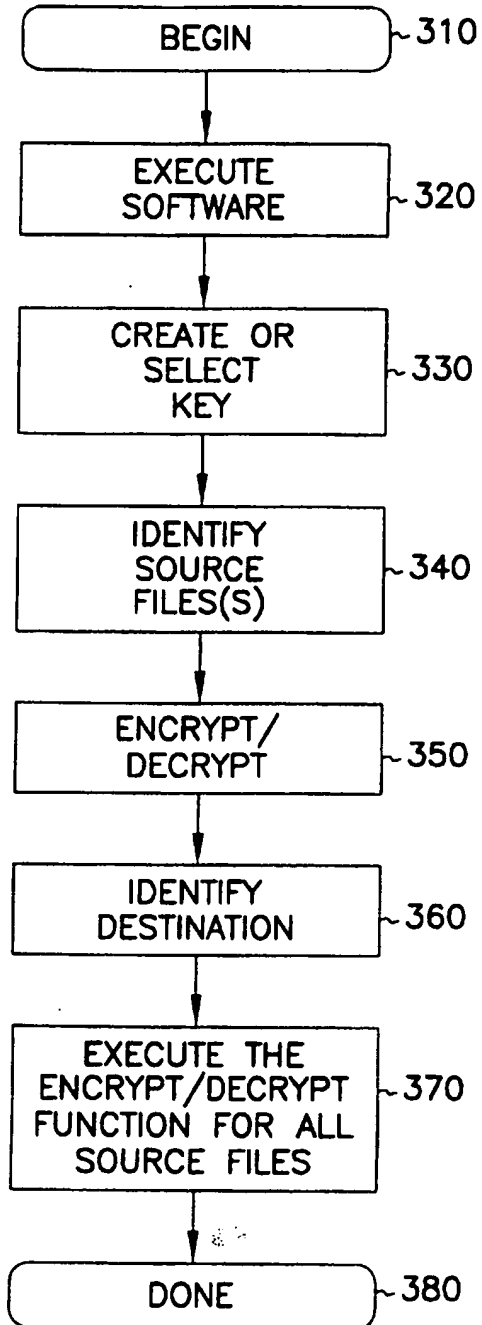 BEGIN
310
EXECUTE
SOFTWARE
320
CREATE OR
SELECT
KEY
330
IDENTIFY
SOURCE
FILES(S)
340
ENCRYPT/
DECRYPT
350
IDENTIFY
DESTINATION
360
EXECUTE THE
ENCRYPT/DECRYPT
FUNCTION FOR ALL
SOURCE FILES
370
DONE
380